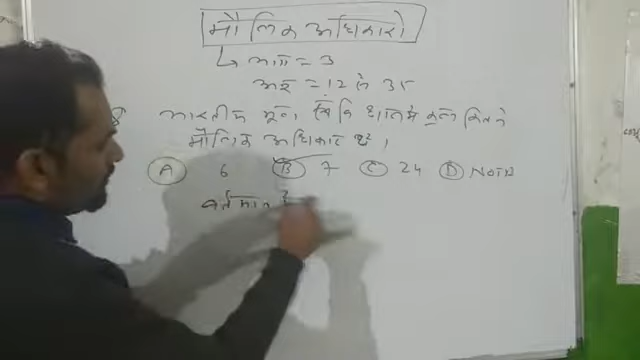 मौलिक अधिकारो
भाग = 3
अनु = 12 से 35
भारतीय मूल संविधान में कुल कितने
मौलिक अधिकार थे।
A 6 B 7 C 24 D NOTA
वर्तमान में